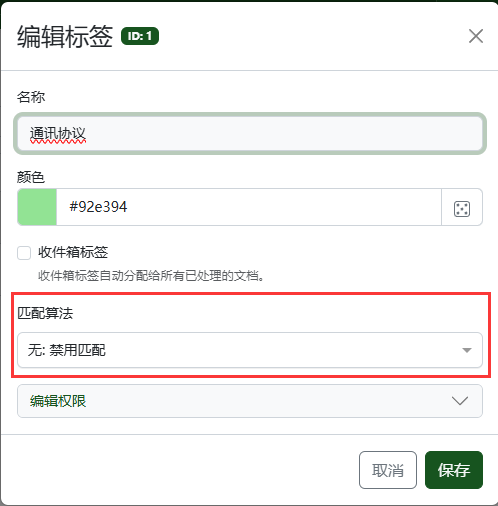 编辑标签 ID: 1
名称
通讯协议
颜色
#92e394
收件箱标签
收件箱标签自动分配给所有已处理的文档。
匹配算法
无: 禁用匹配
编辑权限
取消 保存